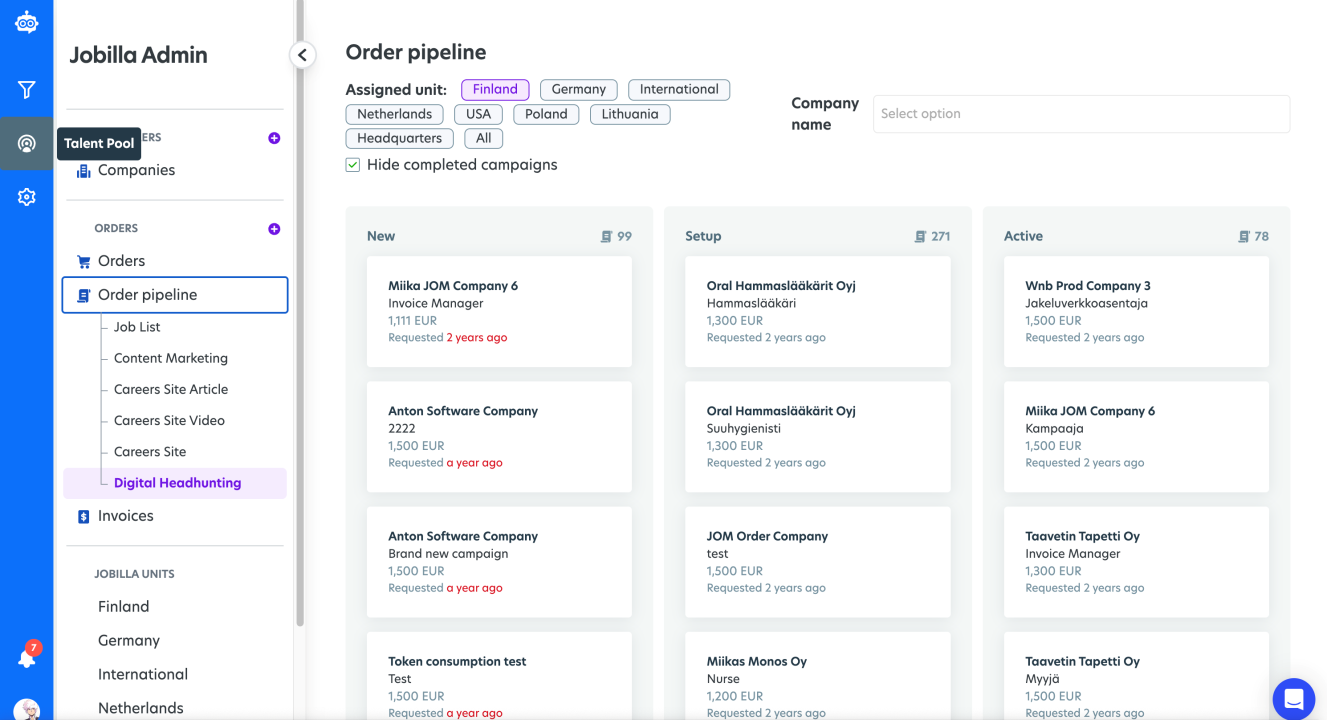 Jobilla Admin
Talent Pool
ERS
Companies
ORDERS
Orders
Order pipeline
Job List
Content Marketing
Careers Site Article
Careers Site Video
Careers Site
Digital Headhunting
Invoices
JOBILLA UNITS
Finland
Germany
International
Netherlands
7
Order pipeline
Assigned unit: Finland Germany International
Netherlands USA Poland Lithuania
Headquarters All
Hide completed campaigns
Company
name
Select option
New 99
Miika JOM Company 6
Invoice Manager
1,111 EUR
Requested 2 years ago
Anton Software Company
2222
1,500 EUR
Requested a year ago
Anton Software Company
Brand new campaign
1,500 EUR
Requested a year ago
Token consumption test
Test
1,500 EUR
Requested a year ago
Setup 271
Oral Hammaslääkärit Oyj
Hammaslääkäri
1,300 EUR
Requested 2 years ago
Oral Hammaslääkärit Oyj
Suuhygienisti
1,300 EUR
Requested 2 years ago
JOM Order Company
test
1,500 EUR
Requested 2 years ago
Miikas Monos Oy
Nurse
1,200 EUR
Requested 2 years ago
Active 78
Wnb Prod Company 3
Jakeluverkkoasentaja
1,500 EUR
Requested 2 years ago
Miika JOM Company 6
Kampaaja
1,500 EUR
Requested 2 years ago
Taavetin Tapetti Oy
Invoice Manager
1,300 EUR
Requested 2 years ago
Taavetin Tapetti Oy
Myyjä
1,500 EUR
Requested 2 years ago